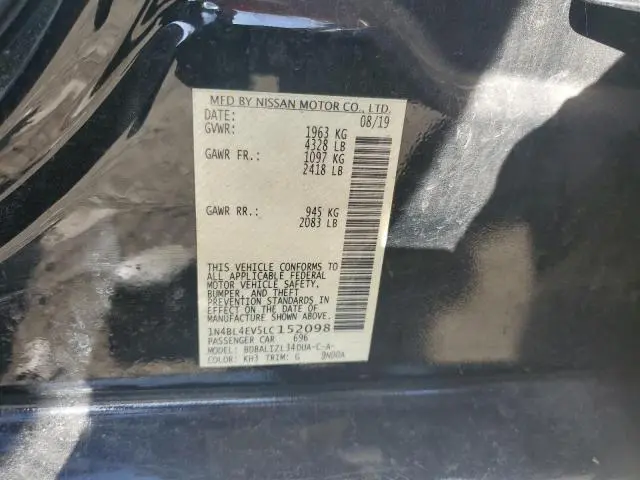 MFD BY NISSAN MOTOR CO., LTD.
DATE: 08/19
GVWR: 1963 KG
4328 LB
GAWR FR.: 1097 KG
2418 LB
GAWR RR.: 945 KG
2083 LB
THIS VEHICLE CONFORMS TO
ALL APPLICABLE FEDERAL
MOTOR VEHICLE SAFETY,
BUMPER, AND THEFT
PREVENTION STANDARDS IN
EFFECT ON THE DATE OF
MANUFACTURE SHOWN ABOVE.
1N4BL4EV5LC152098
PASSENGER CAR 696
MODEL:
COLOR: KH3 TRIM: G